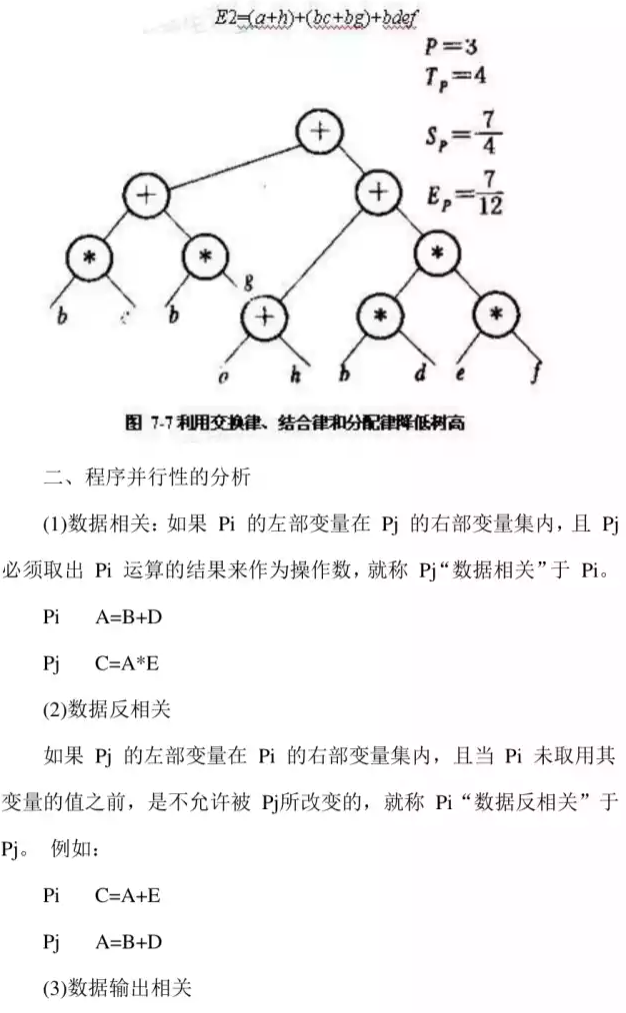 E2=(a+h)+(bc+bg)+bdef
P=3
Tₚ=4
Sₚ=7/4
Eₚ=7/12
+
+ +
* * *
g
b c b + * *
a h b d e f
图 7-7 利用交换律、结合律和分配律降低树高
二、程序并行性的分析
(1)数据相关：如果 Pi 的左部变量在 Pj 的右部变量集内，且 Pj
必须取出 Pi 运算的结果来作为操作数，就称 Pj“数据相关”于 Pi。
Pi A=B+D
Pj C=A*E
(2)数据反相关
如果 Pj 的左部变量在 Pi 的右部变量集内，且当 Pi 未取用其
变量的值之前，是不允许被 Pj所改变的，就称 Pi“数据反相关”于
Pj。 例如：
Pi C=A+E
Pj A=B+D
(3)数据输出相关